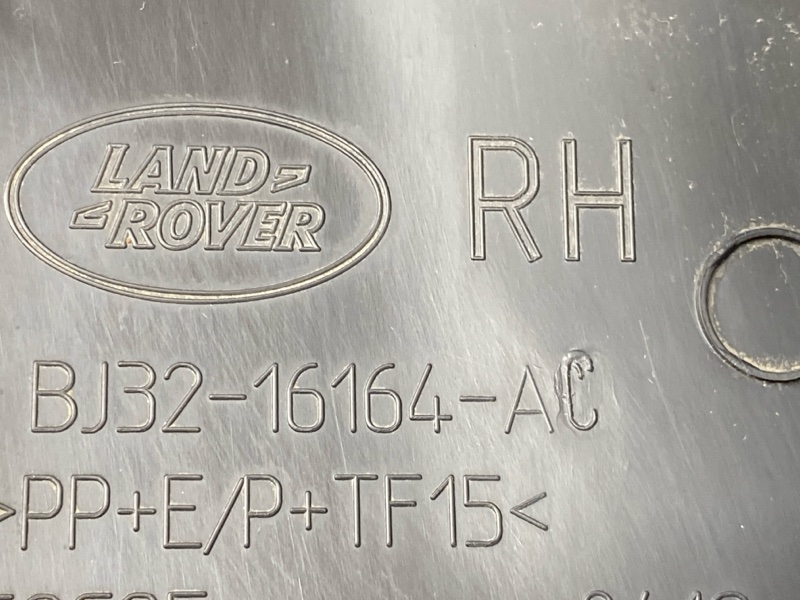 LAND
ROVER
RH
BJ32-16164-AC
>PP+E/P+TF15<